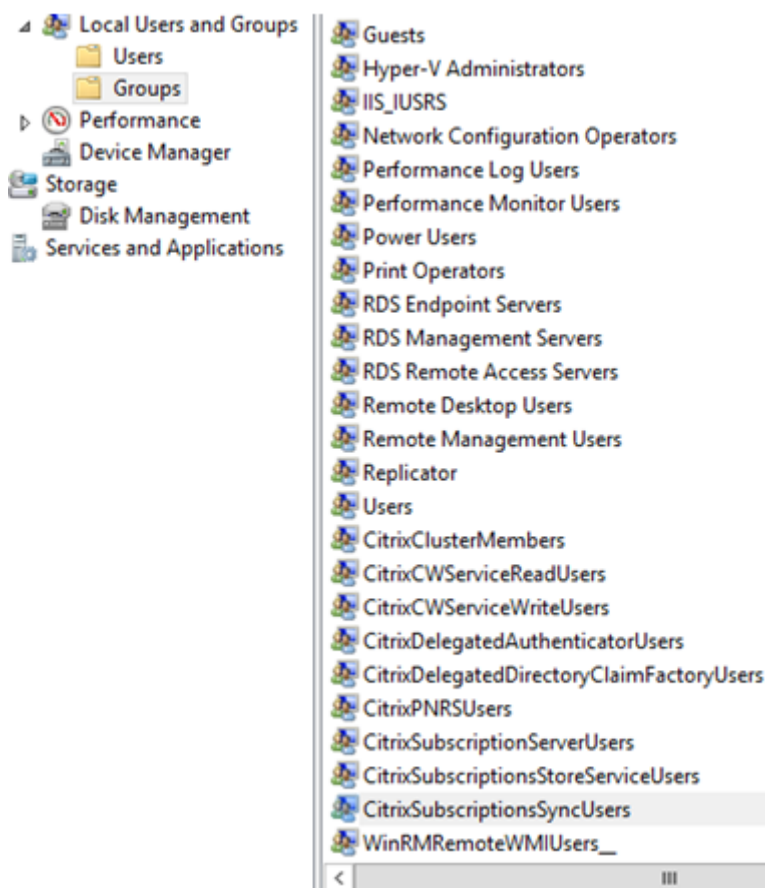 Local Users and Groups
Users
Groups
Performance
Device Manager
Storage
Disk Management
Services and Applications
Guests
Hyper-V Administrators
IIS_IUSRS
Network Configuration Operators
Performance Log Users
Performance Monitor Users
Power Users
Print Operators
RDS Endpoint Servers
RDS Management Servers
RDS Remote Access Servers
Remote Desktop Users
Remote Management Users
Replicator
Users
CitrixClusterMembers
CitrixCWServiceReadUsers
CitrixCWServiceWriteUsers
CitrixDelegatedAuthenticatorUsers
CitrixDelegatedDirectoryClaimFactoryUsers
CitrixPNRSUsers
CitrixSubscriptionServerUsers
CitrixSubscriptionsStoreServiceUsers
CitrixSubscriptionsSyncUsers
WinRMRemoteWMIUsers__